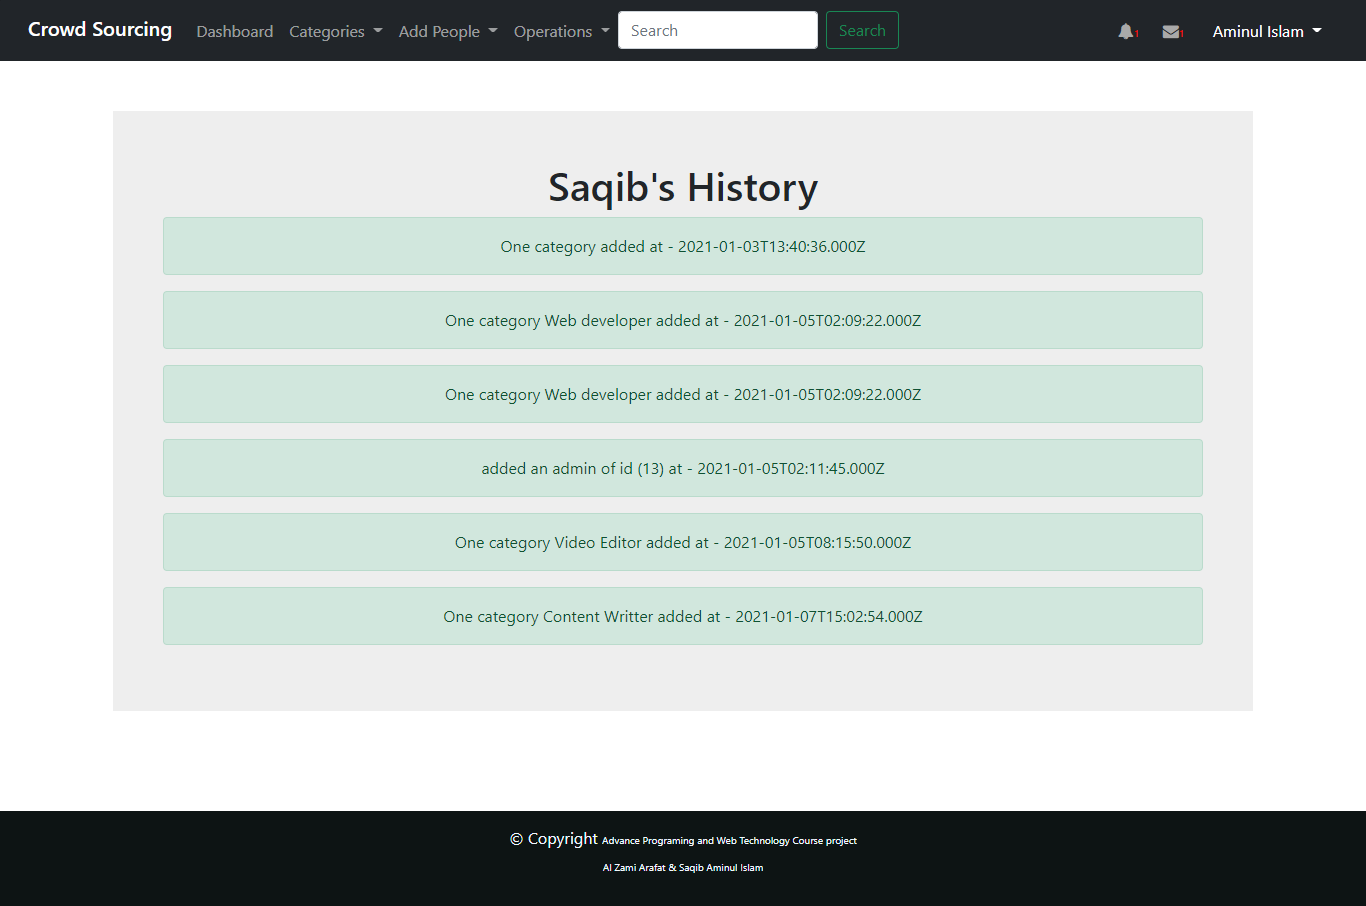 Crowd Sourcing Dashboard Categories Add People Operations Search Search 1 1 Aminul Islam
Saqib's History
One category added at - 2021-01-03T13:40:36.000Z
One category Web developer added at - 2021-01-05T02:09:22.000Z
One category Web developer added at - 2021-01-05T02:09:22.000Z
added an admin of id (13) at - 2021-01-05T02:11:45.000Z
One category Video Editor added at - 2021-01-05T08:15:50.000Z
One category Content Writter added at - 2021-01-07T15:02:54.000Z
© Copyright Advance Programing and Web Technology Course project
Al Zami Arafat & Saqib Aminul Islam